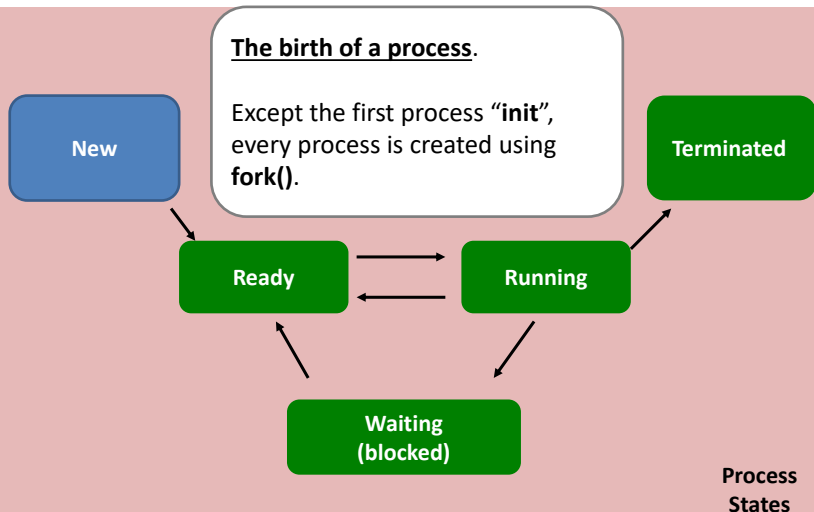 The birth of a process.
Except the first process “init”,
every process is created using
fork().
New
Terminated
Ready
Running
Waiting
(blocked)
Process
States